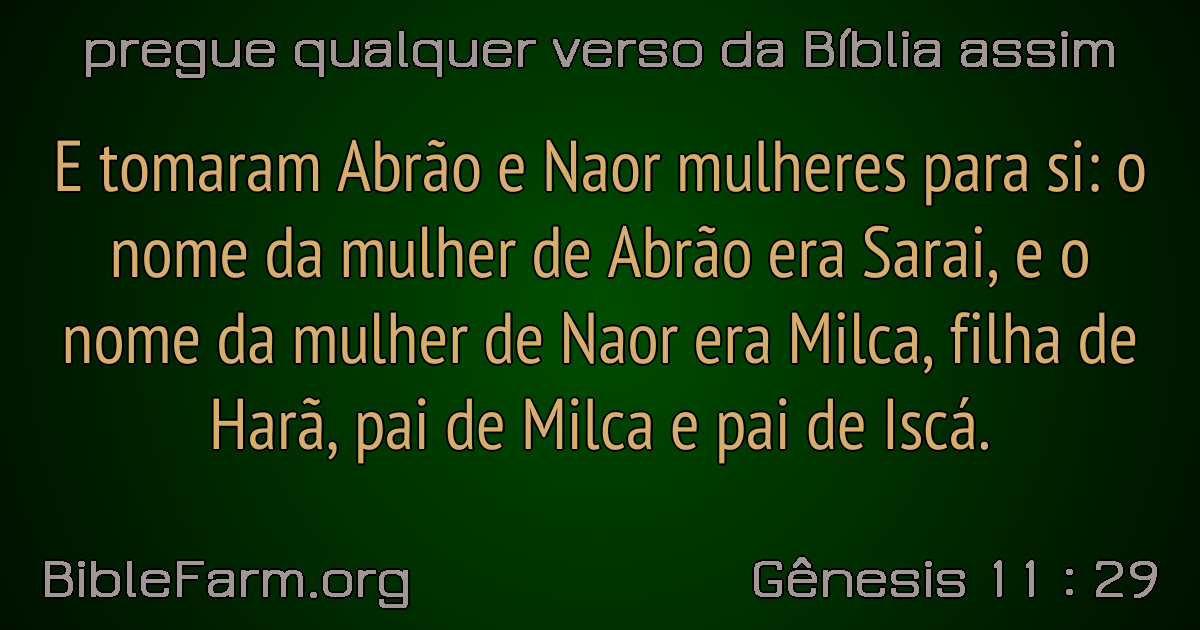 pregue qualquer verso da Bíblia assim
E tomaram Abrão e Naor mulheres para si: o
nome da mulher de Abrão era Sarai, e o
nome da mulher de Naor era Milca, filha de
Harã, pai de Milca e pai de Iscá.
BibleFarm.org
Gênesis 11 : 29